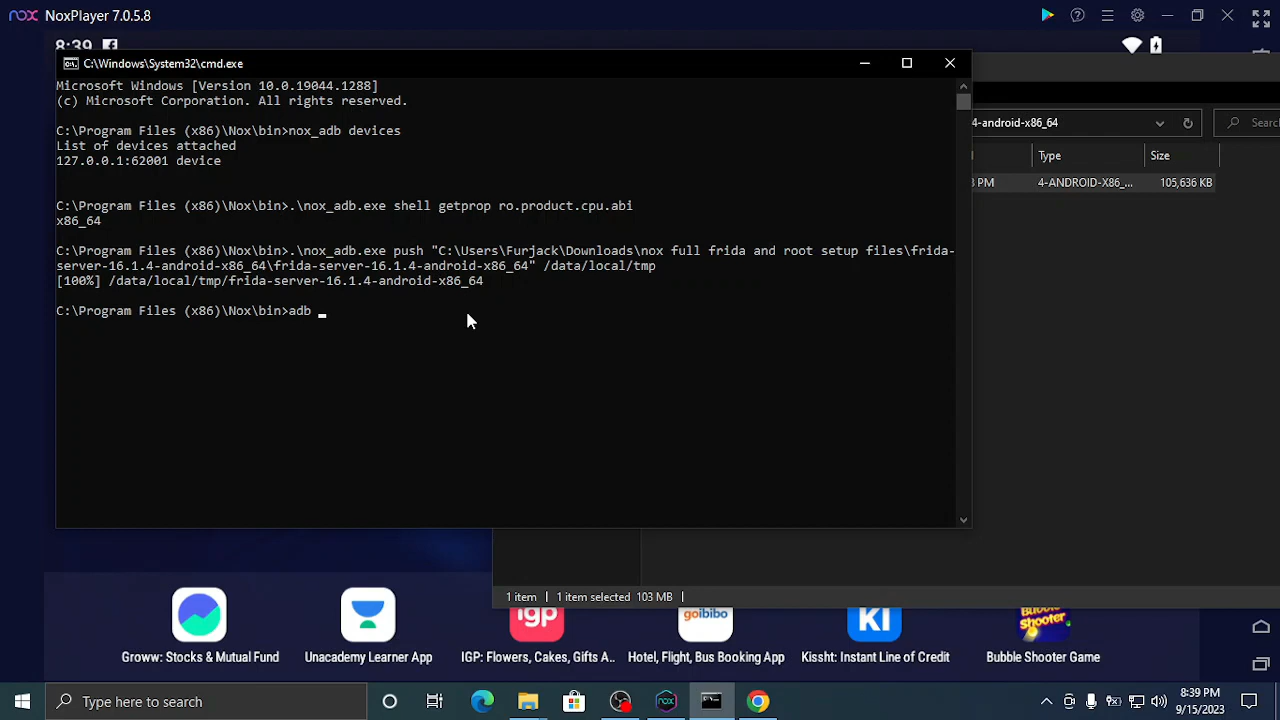 nox NoxPlayer 7.0.5.8
8:39
C:\Windows\System32\cmd.exe
Microsoft Windows [Version 10.0.19044.1288]
(c) Microsoft Corporation. All rights reserved.
C:\Program Files (x86)\Nox\bin>nox_adb devices
List of devices attached
127.0.0.1:62001 device
C:\Program Files (x86)\Nox\bin>.\nox_adb.exe shell getprop ro.product.cpu.abi
x86_64
C:\Program Files (x86)\Nox\bin>.\nox_adb.exe push "C:\Users\Furjack\Downloads\nox full frida and root setup files\frida-
server-16.1.4-android-x86_64\frida-server-16.1.4-android-x86_64" /data/local/tmp
[100%] /data/local/tmp/frida-server-16.1.4-android-x86_64
C:\Program Files (x86)\Nox\bin>adb _
4-android-x86_64
Searc
Type Size
PM 4-ANDROID-X86_... 105,636 KB
1 item 1 item selected 103 MB
igp
goibibo
KI
Bubble
Shooter
Groww: Stocks & Mutual Fund
Unacademy Learner App
IGP: Flowers, Cakes, Gifts A..
Hotel, Flight, Bus Booking App
Kissht: Instant Line of Credit
Bubble Shooter Game
Type here to search
nox
8:39 PM
9/15/2023